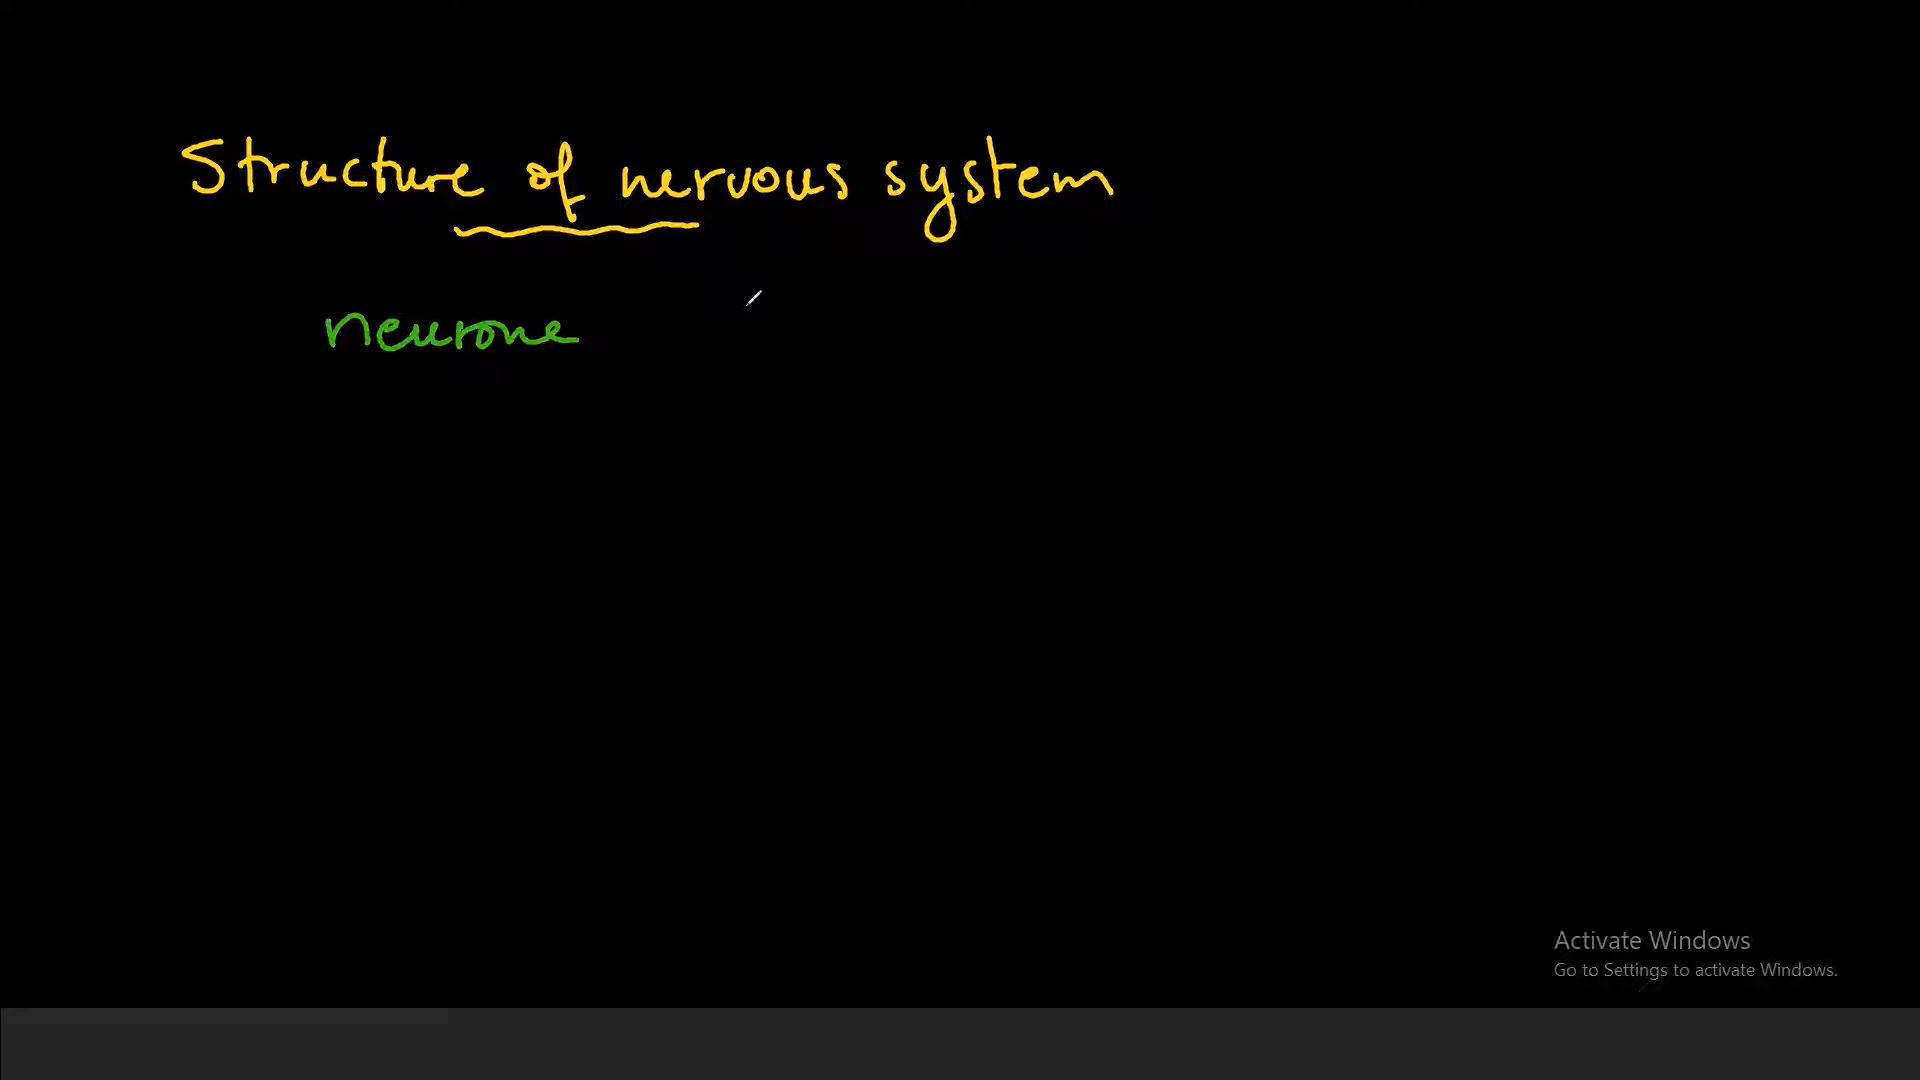 Structure of nervous system
neurone
Activate Windows
Go to Settings to activate Windows.